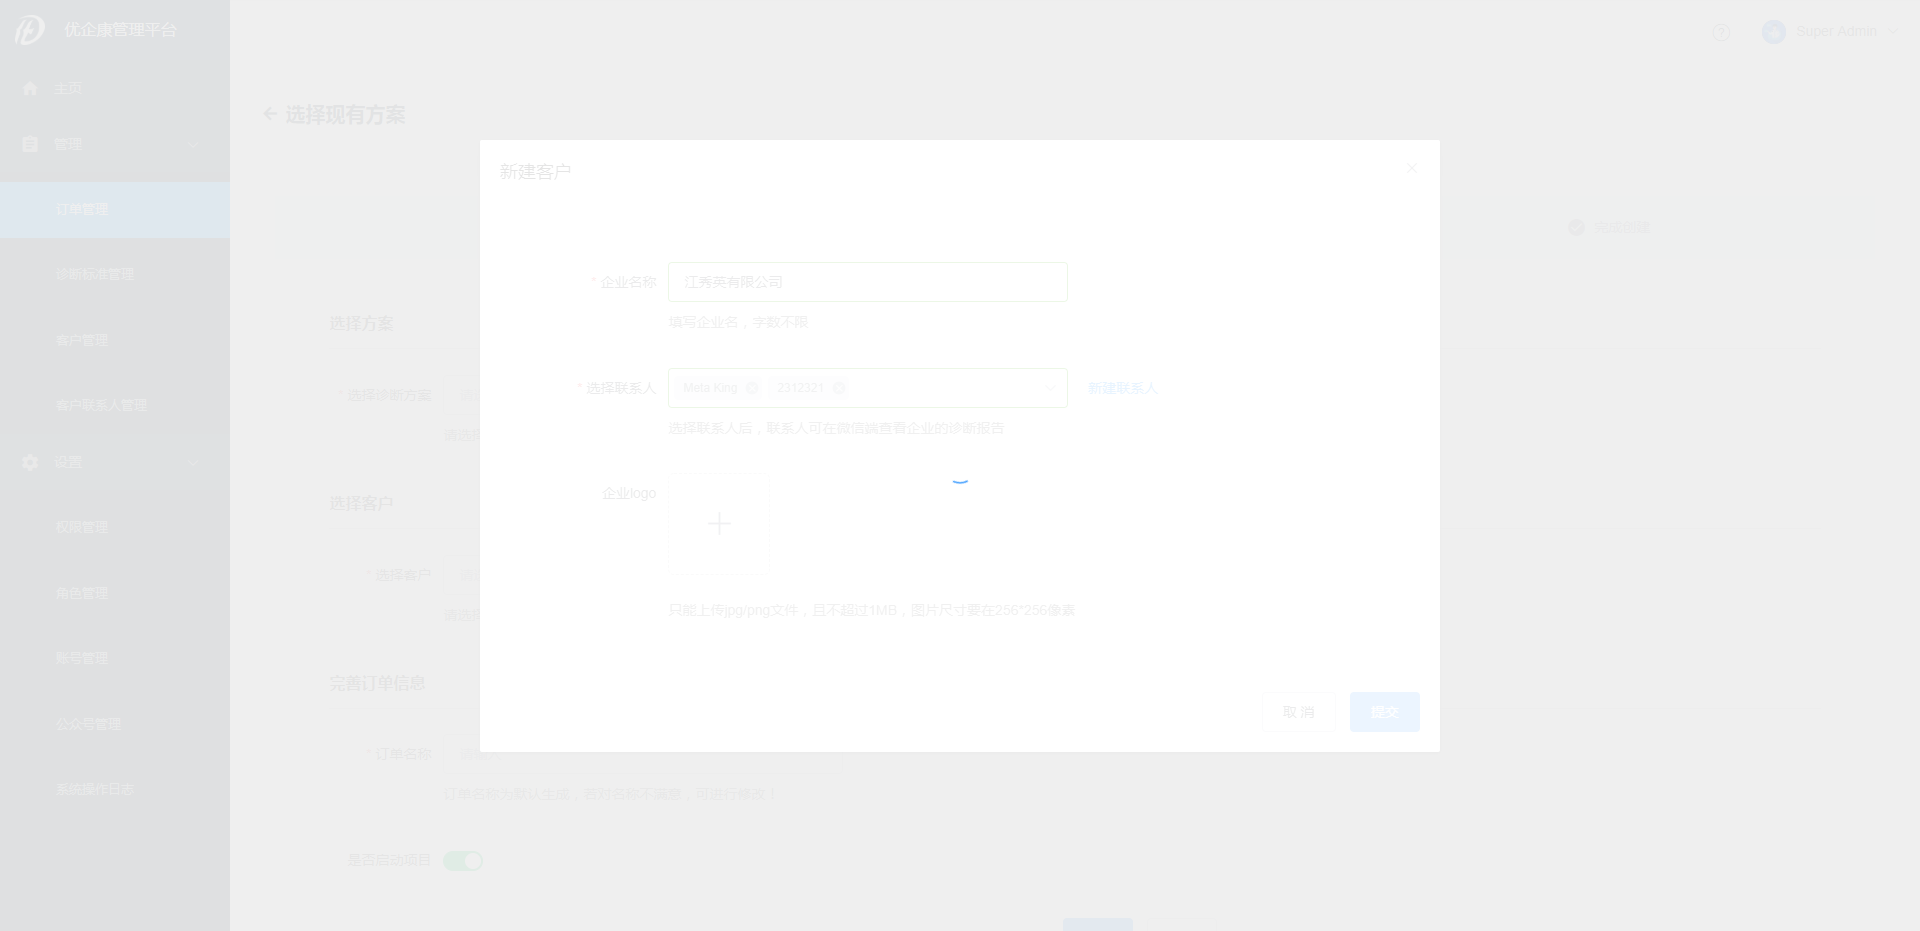 优企康管理平台
Super Admin
主页
选择现有方案
管理
新建客户
订单管理
诊断标准管理
* 企业名称
江秀英有限公司
填写企业名，字数不限
选择方案
客户管理
* 选择诊断方案
* 选择联系人
Meta King
2312321
新建联系人
客户联系人管理
选择联系人后，联系人可在微信端查看企业的诊断报告
请选择
设置
企业logo
选择客户
权限管理
* 选择客户
角色管理
只能上传jpg/png文件，且不超过1MB，图片尺寸要在256*256像素
请选择
账号管理
完善订单信息
取 消
提交
公众号管理
* 订单名称
系统操作日志
订单名称为默认生成，若对名称不满意，可进行修改！
是否启动项目